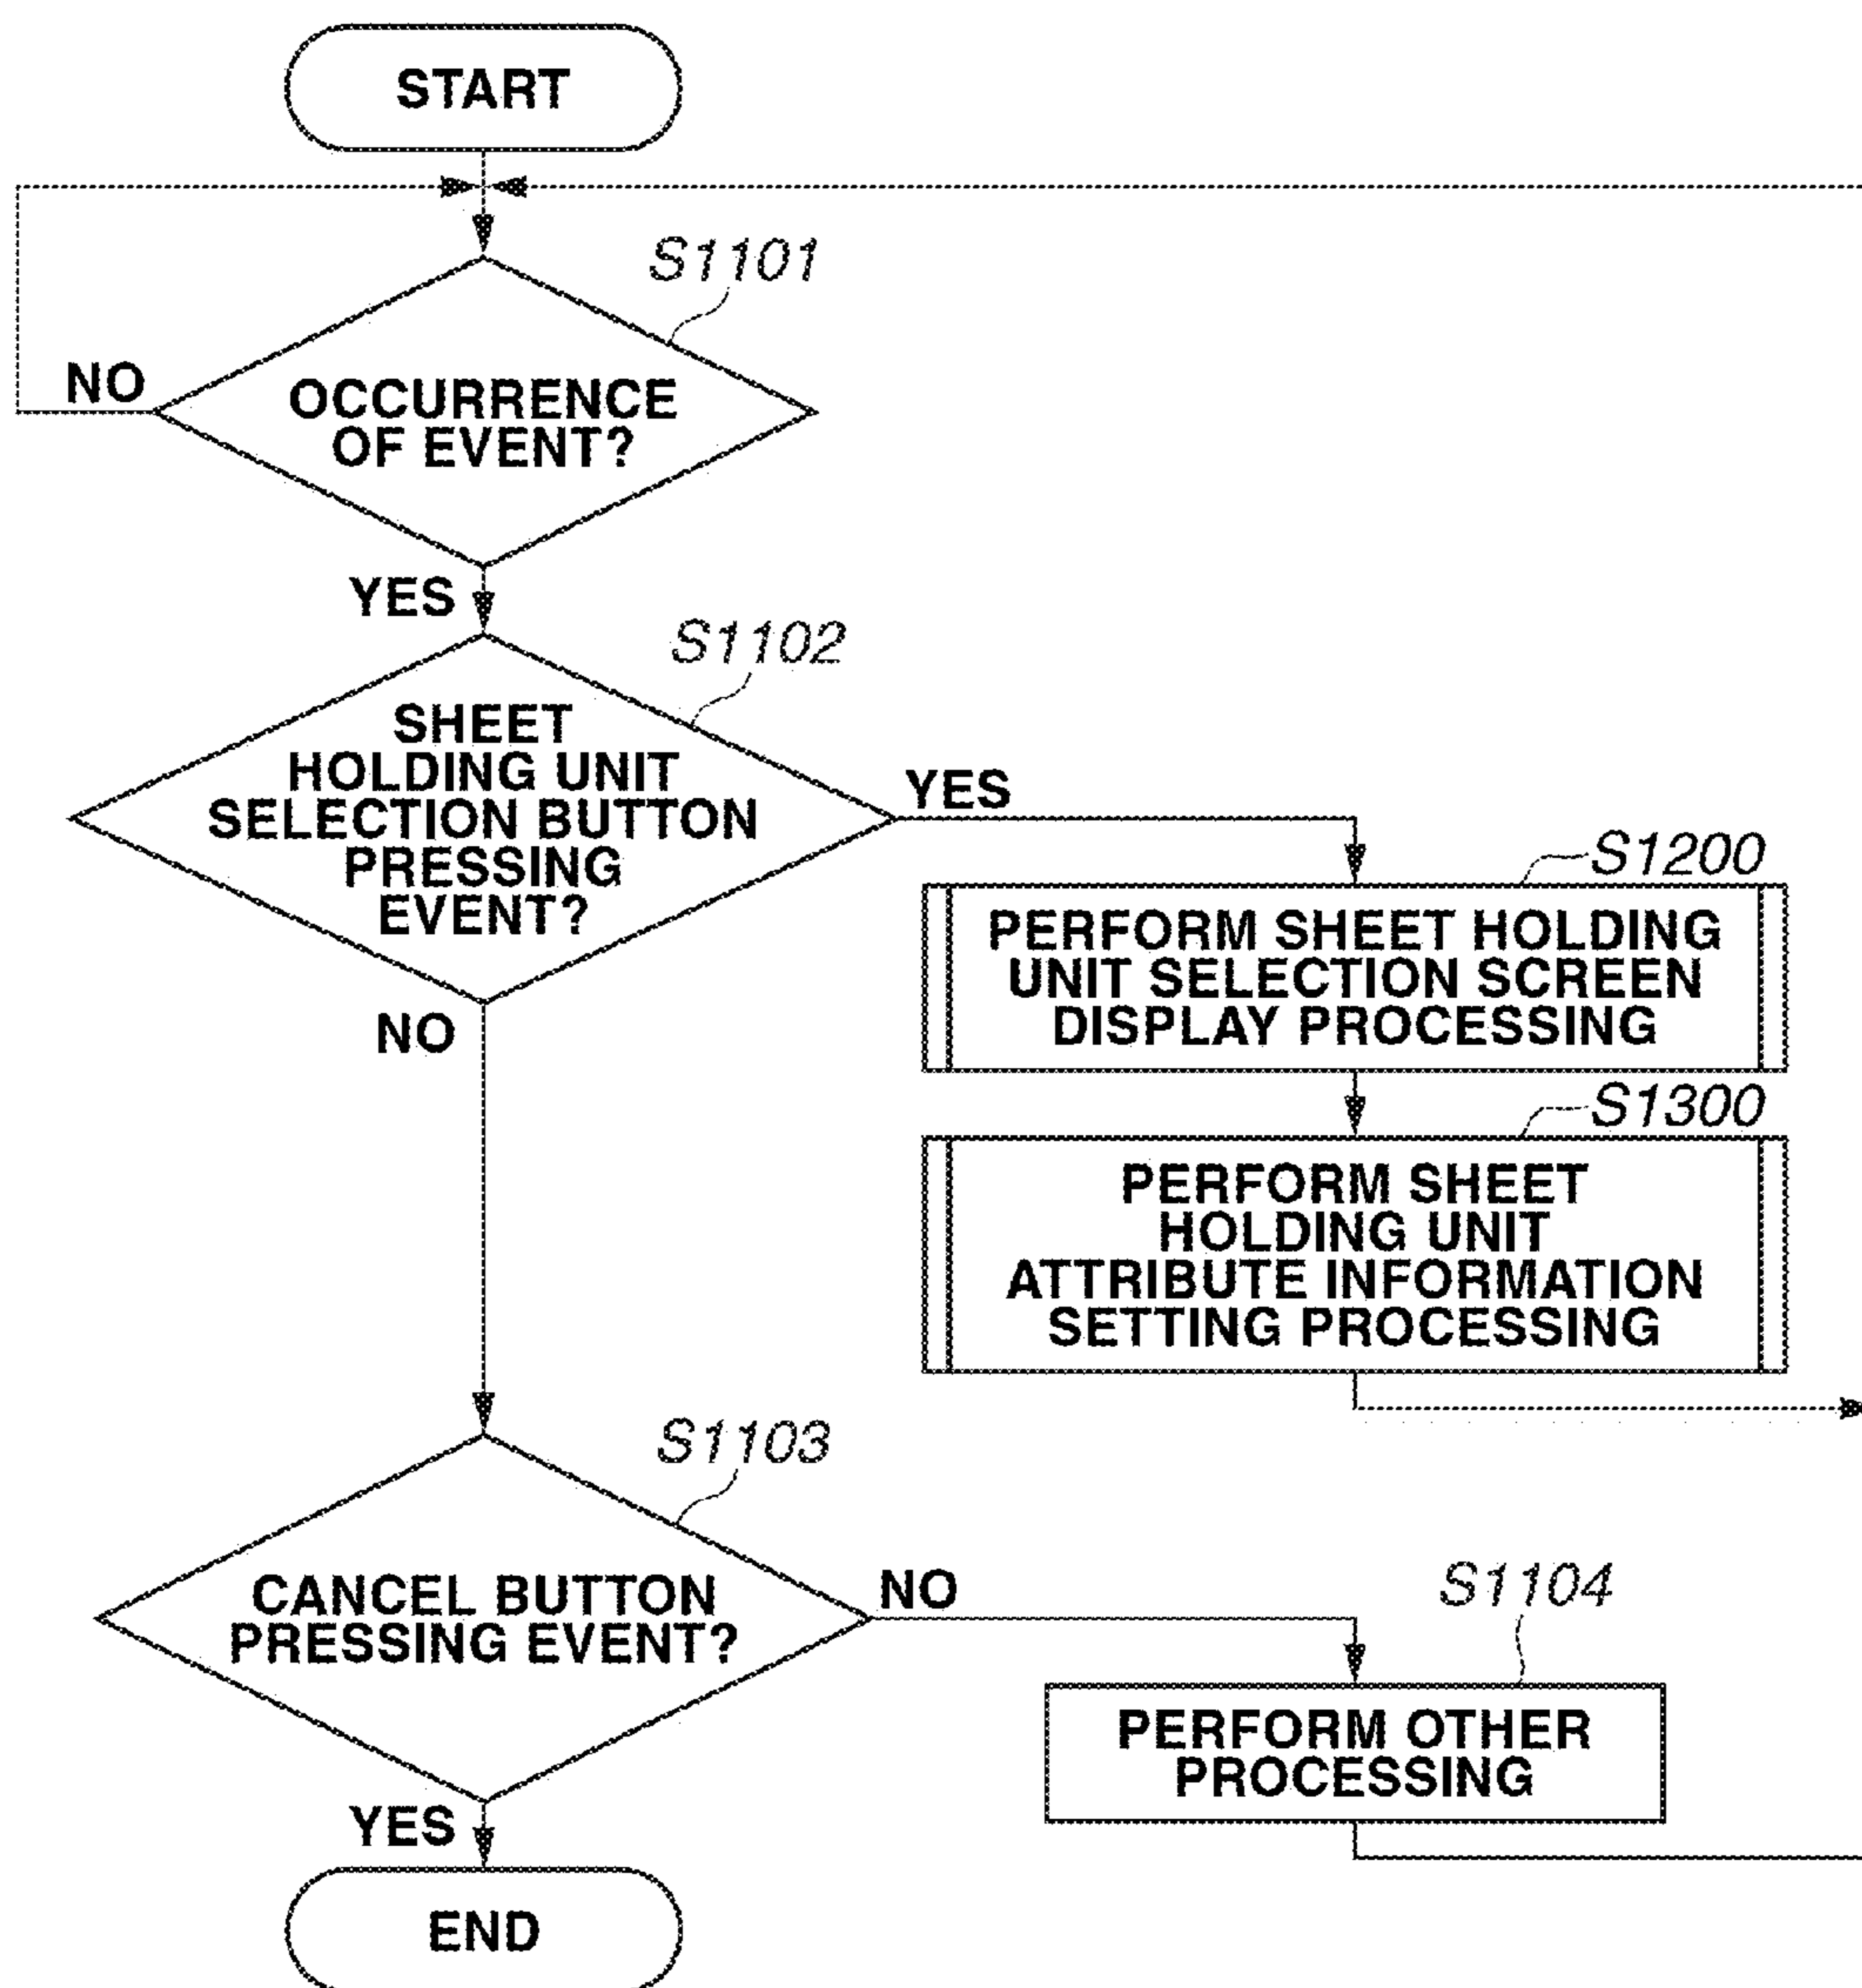 START
S1101
NO
OCCURRENCE
OF EVENT?
YES
S1102
SHEET
HOLDING UNIT
SELECTION BUTTON
PRESSING
EVENT?
YES
S1200
PERFORM SHEET HOLDING
UNIT SELECTION SCREEN
DISPLAY PROCESSING
NO
S1300
PERFORM SHEET
HOLDING UNIT
ATTRIBUTE INFORMATION
SETTING PROCESSING
S1103
CANCEL BUTTON
PRESSING EVENT?
NO
S1104
PERFORM OTHER
PROCESSING
YES
END